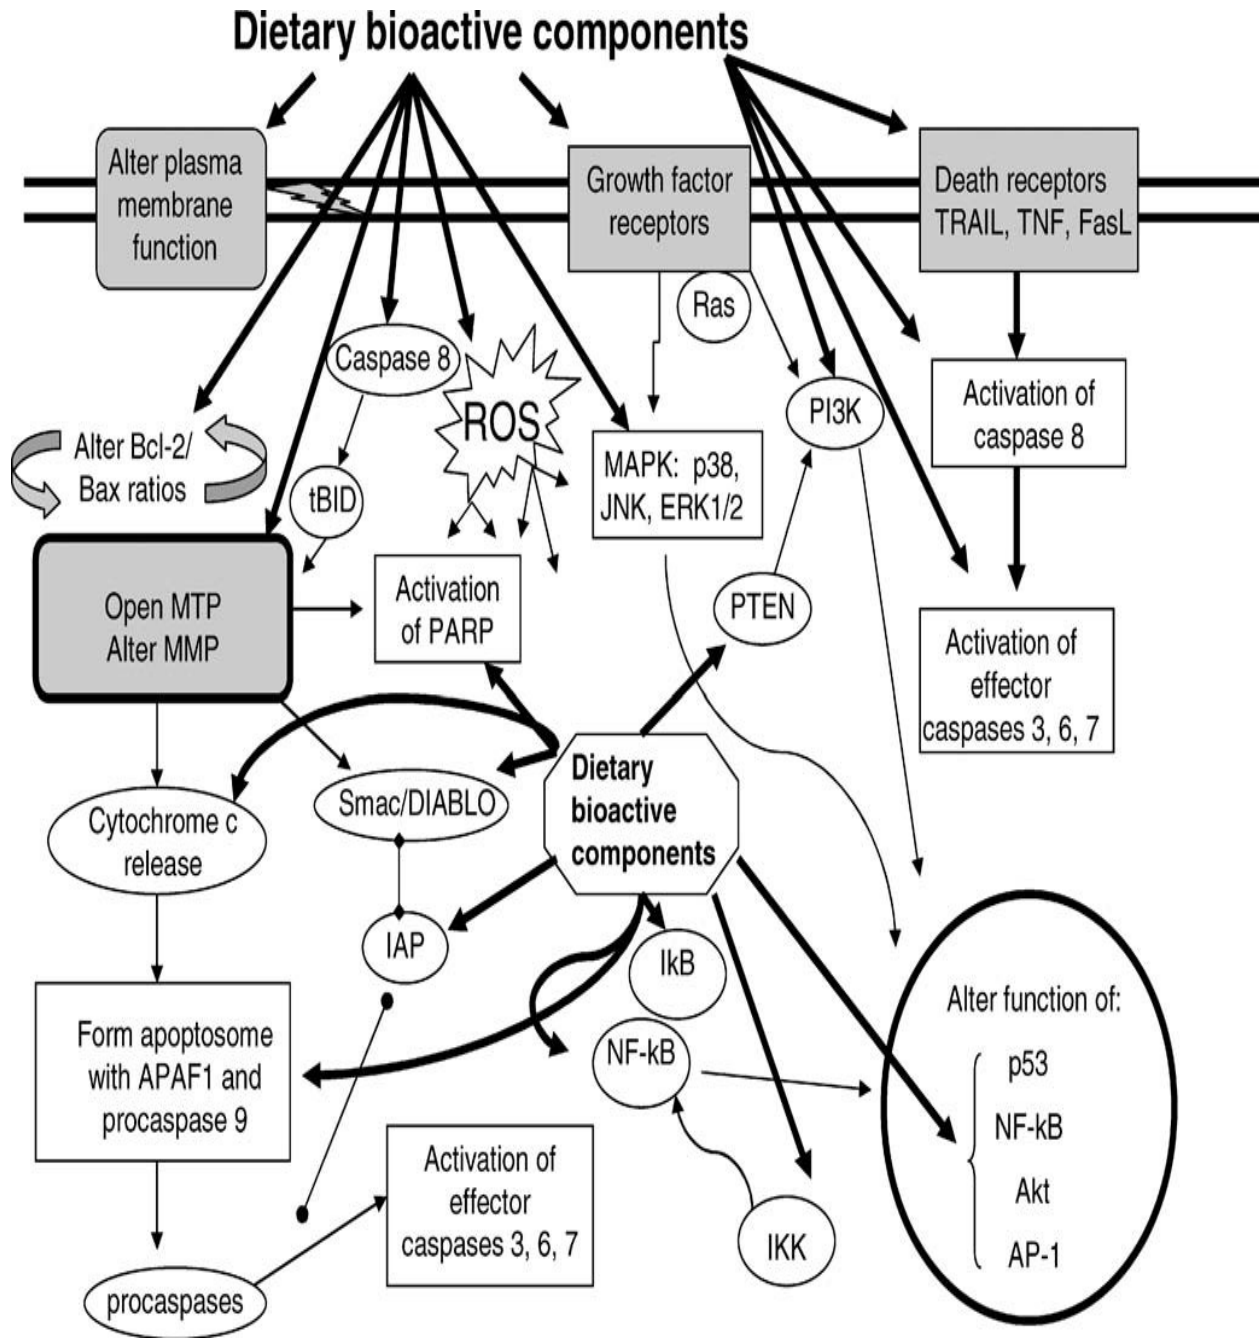 Dietary bioactive components
Alter plasma
membrane
function
Growth factor
receptors
Death receptors
TRAIL, TNF, FasL
Ras
Caspase 8
ROS
PI3K
Activation of
caspase 8
Alter Bcl-2/
Bax ratios
tBID
MAPK: p38,
JNK, ERK1/2
Open MTP
Alter MMP
Activation
of PARP
PTEN
Activation of
effector
caspases 3, 6, 7
Cytochrome c
release
Smac/DIABLO
Dietary
bioactive
components
IAP
IkB
NF-kB
Form apoptosome
with APAF1 and
procaspase 9
Alter function of:
p53
NF-kB
Akt
AP-1
Activation of
effector
caspases 3, 6, 7
IKK
procaspases